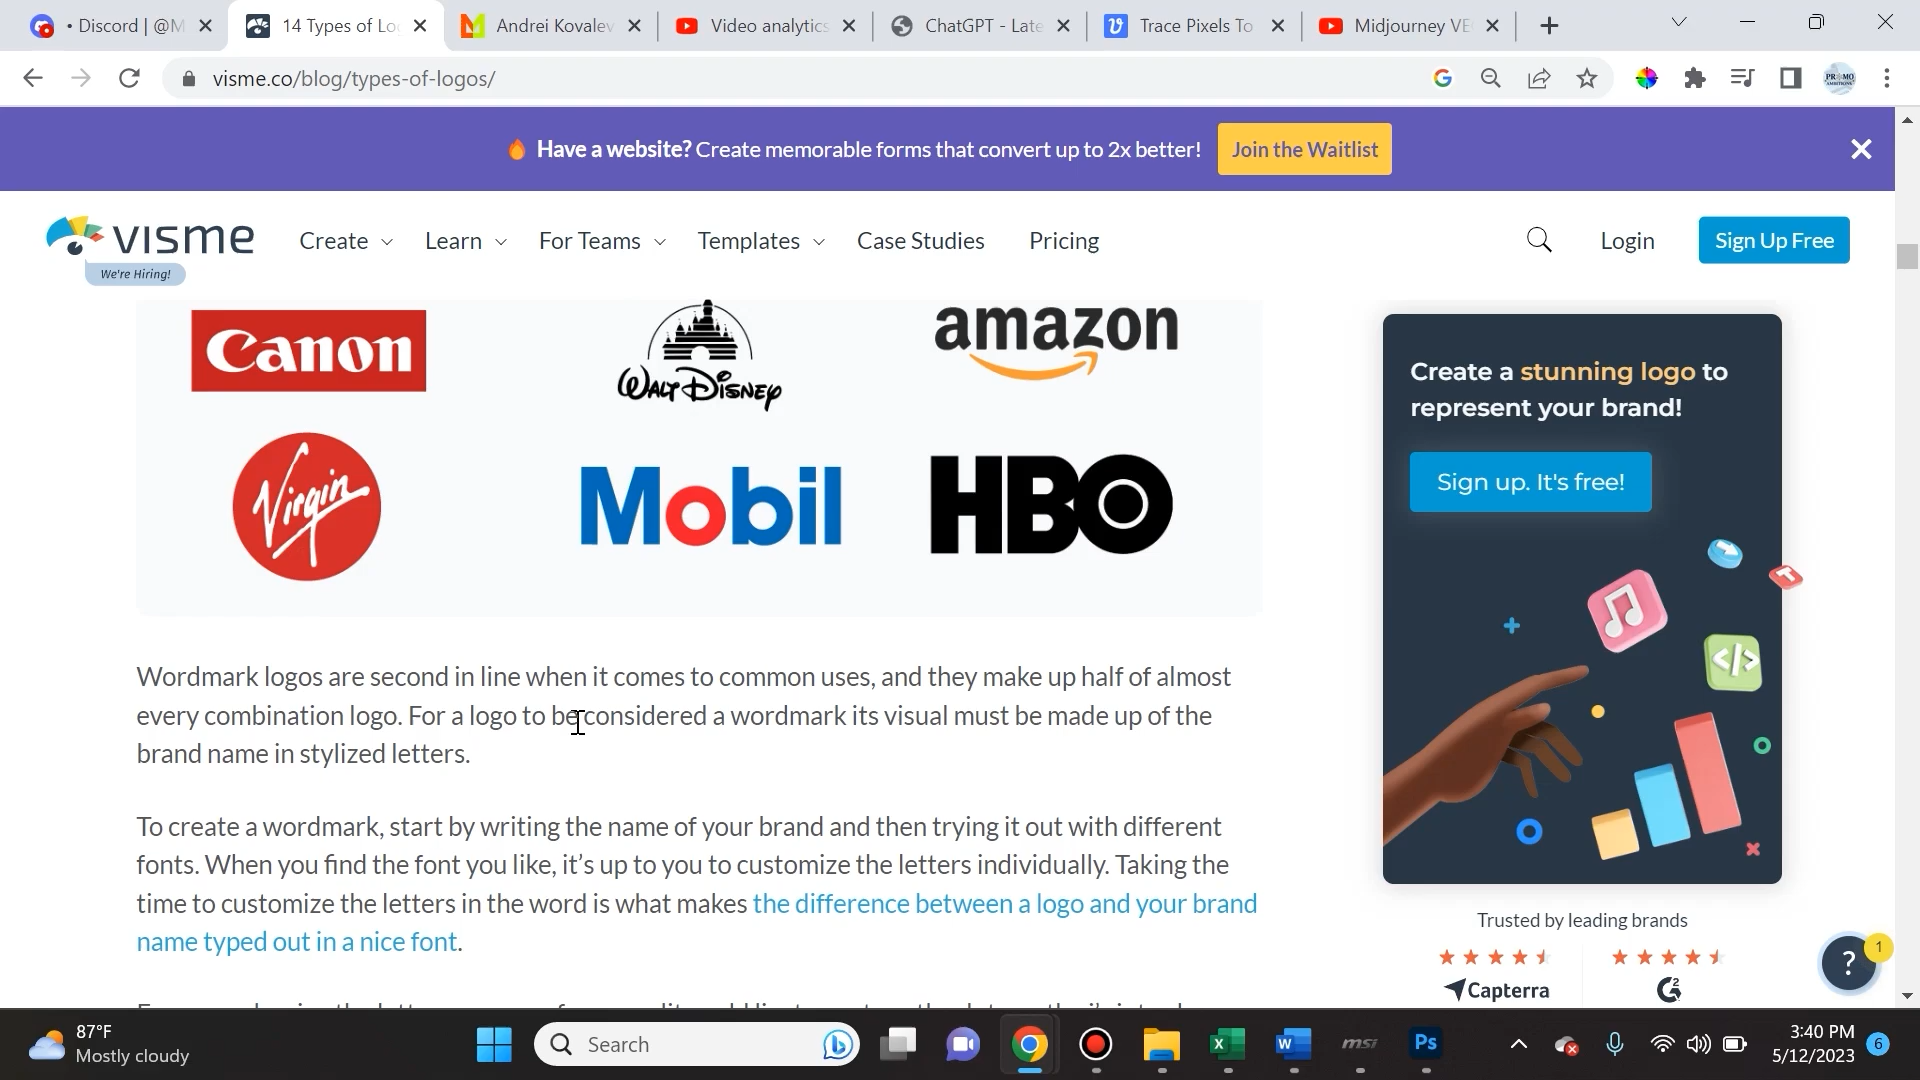 • Discord | @M
14 Types of Lo
Andrei Kovalev
Video analytics
ChatGPT - Late
Trace Pixels To
Midjourney VE
visme.co/blog/types-of-logos/
PROMO
🔥 Have a website? Create memorable forms that convert up to 2x better!
Join the Waitlist
visme
We're Hiring!
Create
Learn
For Teams
Templates
Case Studies
Pricing
Login
Sign Up Free
Canon
WALT DISNEY
amazon
Virgin
Mobil
HBO
Create a stunning logo to
represent your brand!
Sign up. It's free!
Wordmark logos are second in line when it comes to common uses, and they make up half of almost
every combination logo. For a logo to be considered a wordmark its visual must be made up of the
brand name in stylized letters.
To create a wordmark, start by writing the name of your brand and then trying it out with different
fonts. When you find the font you like, it's up to you to customize the letters individually. Taking the
time to customize the letters in the word is what makes the difference between a logo and your brand
name typed out in a nice font.
Trusted by leading brands
Capterra
G2
?
1
87°F
Mostly cloudy
Search
msi
Ps
3:40 PM
5/12/2023
6